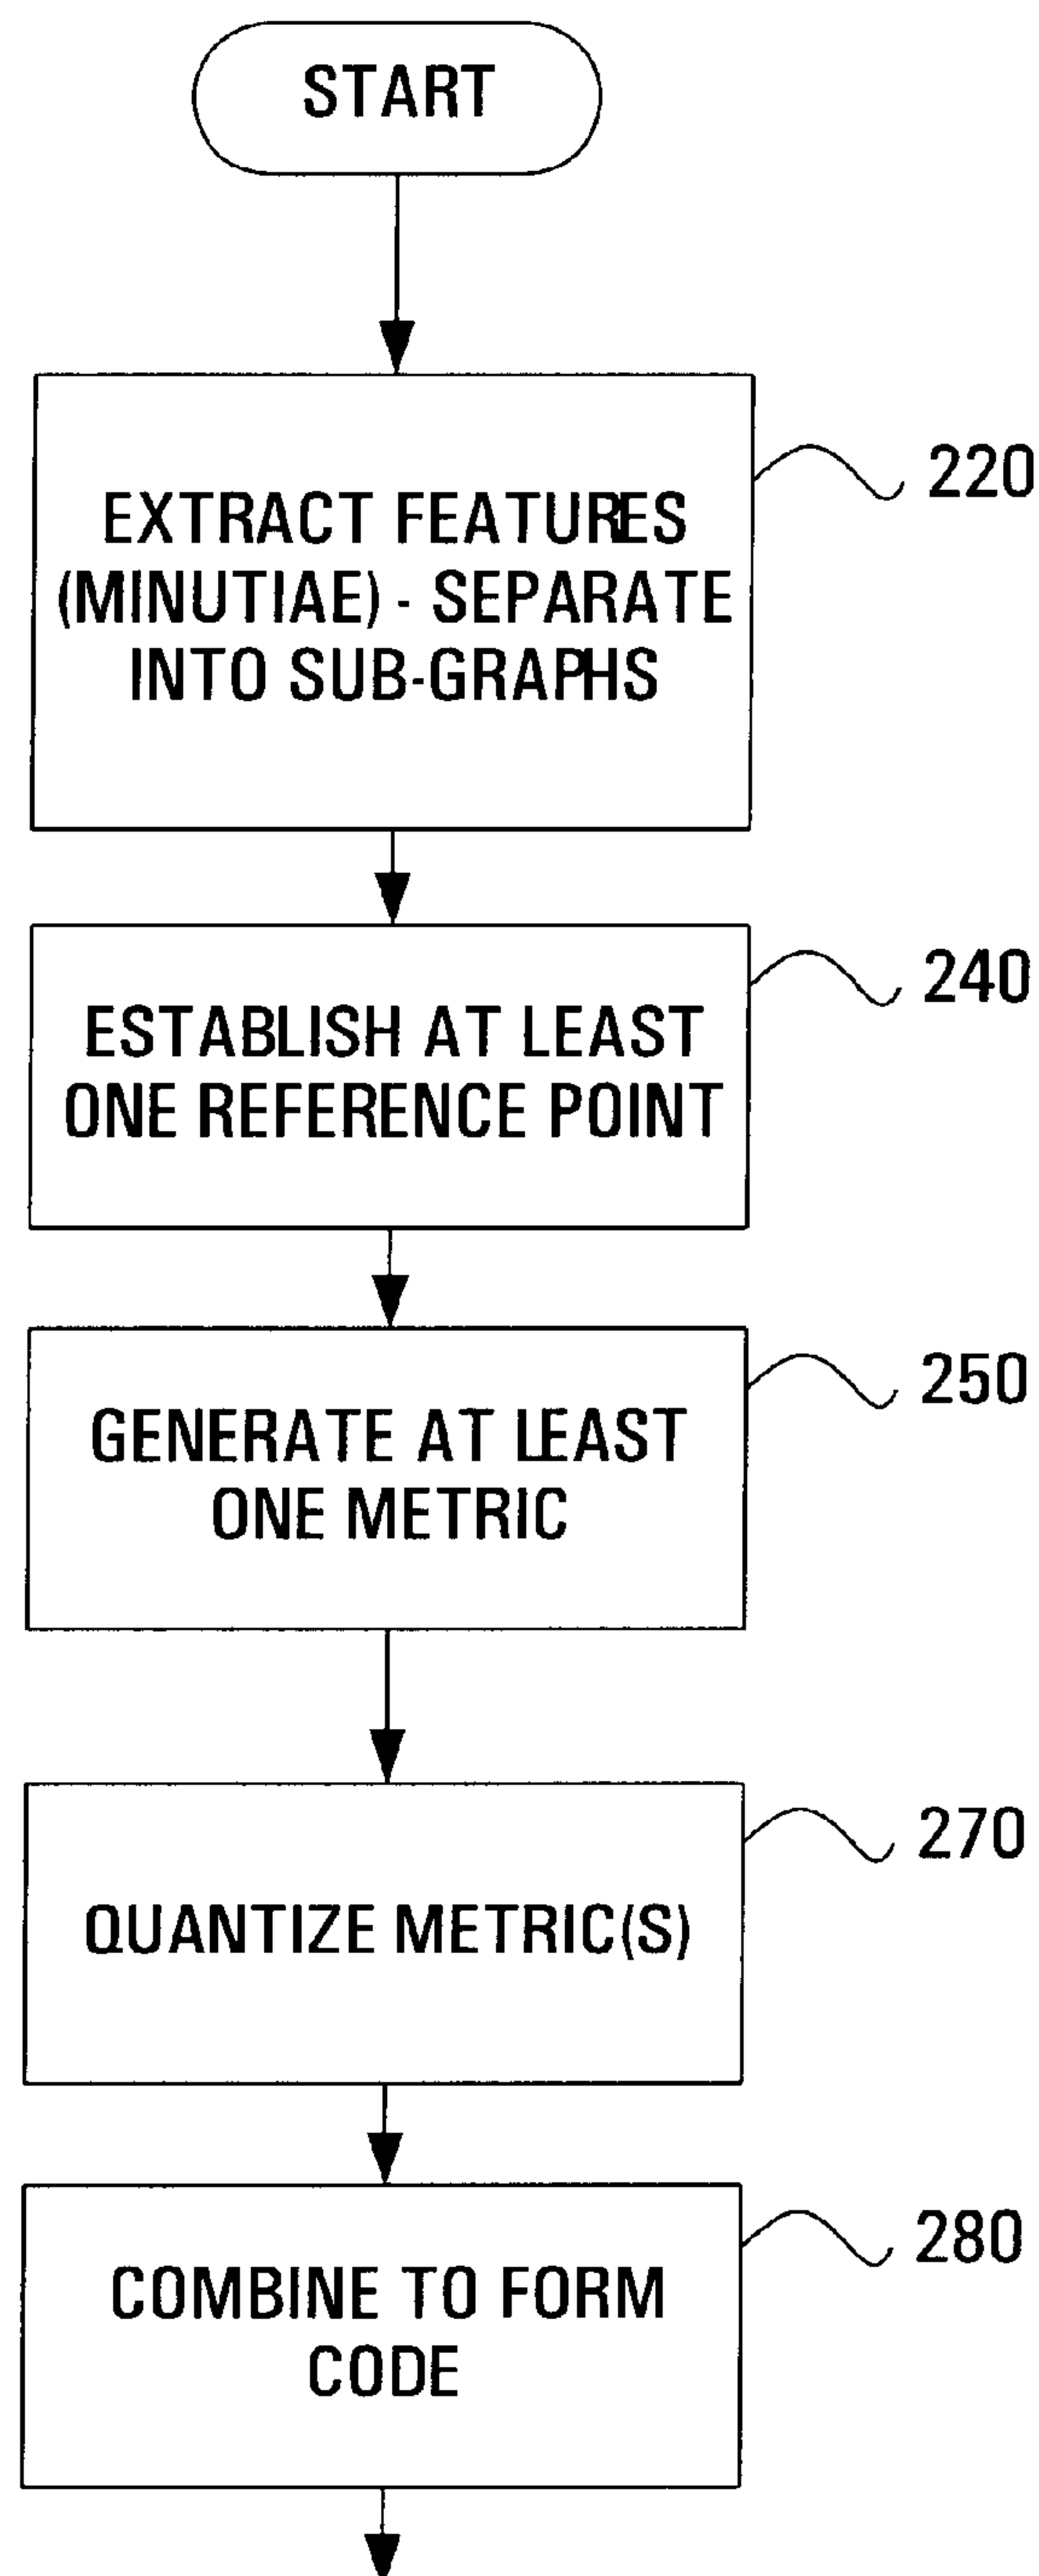 START
EXTRACT FEATURES
(MINUTIAE) - SEPARATE
INTO SUB-GRAPHS
220
ESTABLISH AT LEAST
ONE REFERENCE POINT
240
GENERATE AT LEAST
ONE METRIC
250
QUANTIZE METRIC(S)
270
COMBINE TO FORM
CODE
280